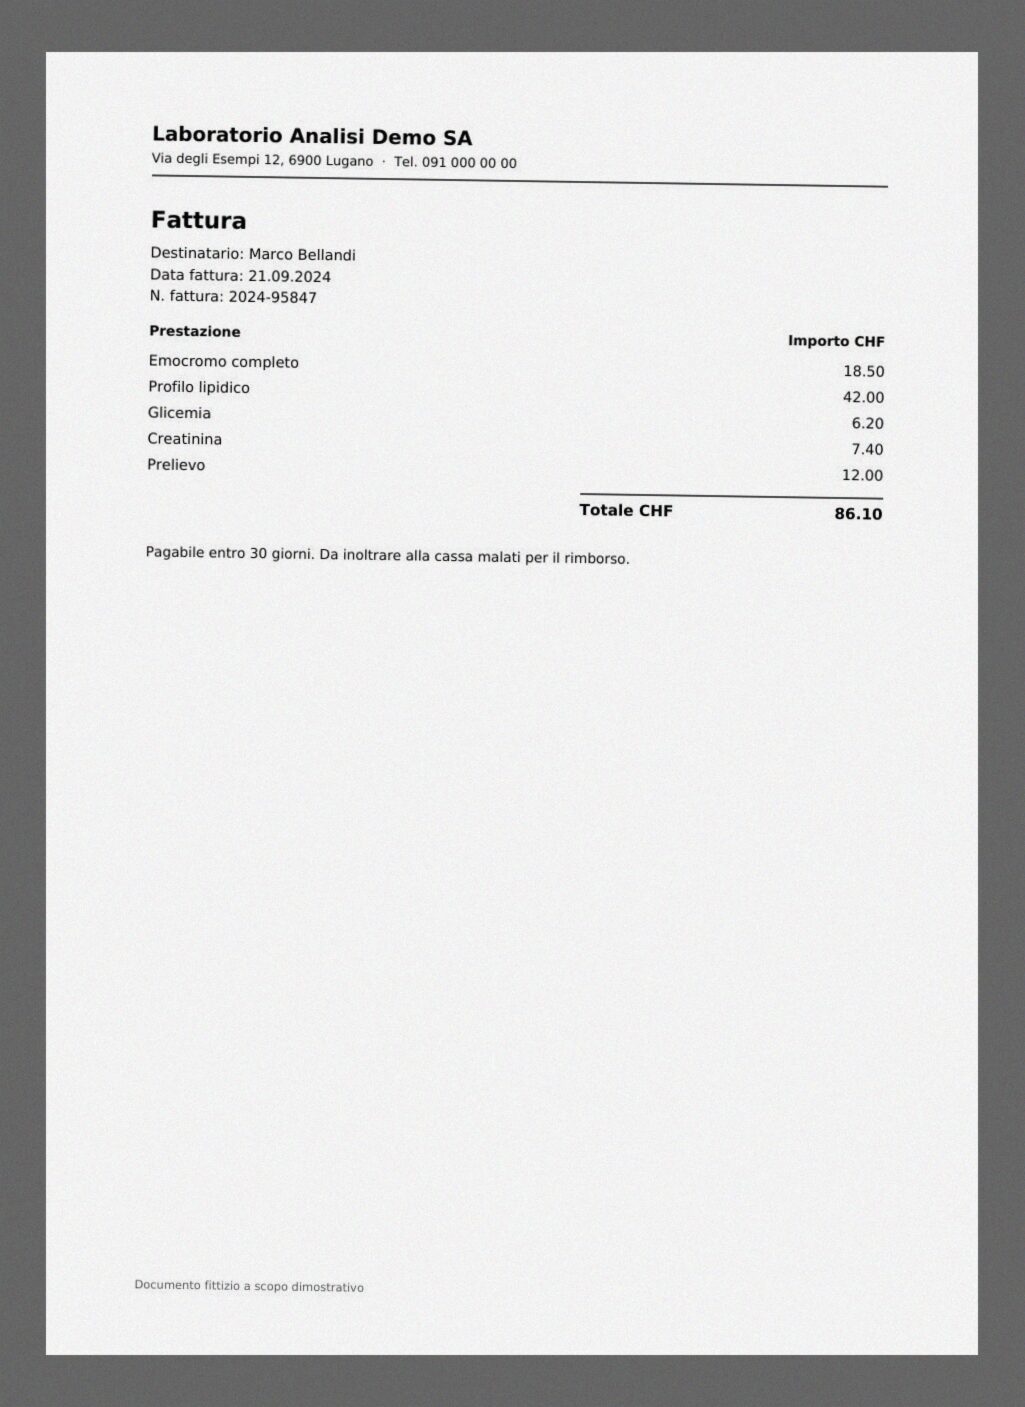 Laboratorio Analisi Demo SA
Via degli Esempi 12, 6900 Lugano · Tel. 091 000 00 00
Fattura
Destinatario: Marco Bellandi
Data fattura: 21.09.2024
N. fattura: 2024-95847
Prestazione Importo CHF
Emocromo completo 18.50
Profilo lipidico 42.00
Glicemia 6.20
Creatinina 7.40
Prelievo 12.00
Totale CHF 86.10
Pagabile entro 30 giorni. Da inoltrare alla cassa malati per il rimborso.
Documento fittizio a scopo dimostrativo